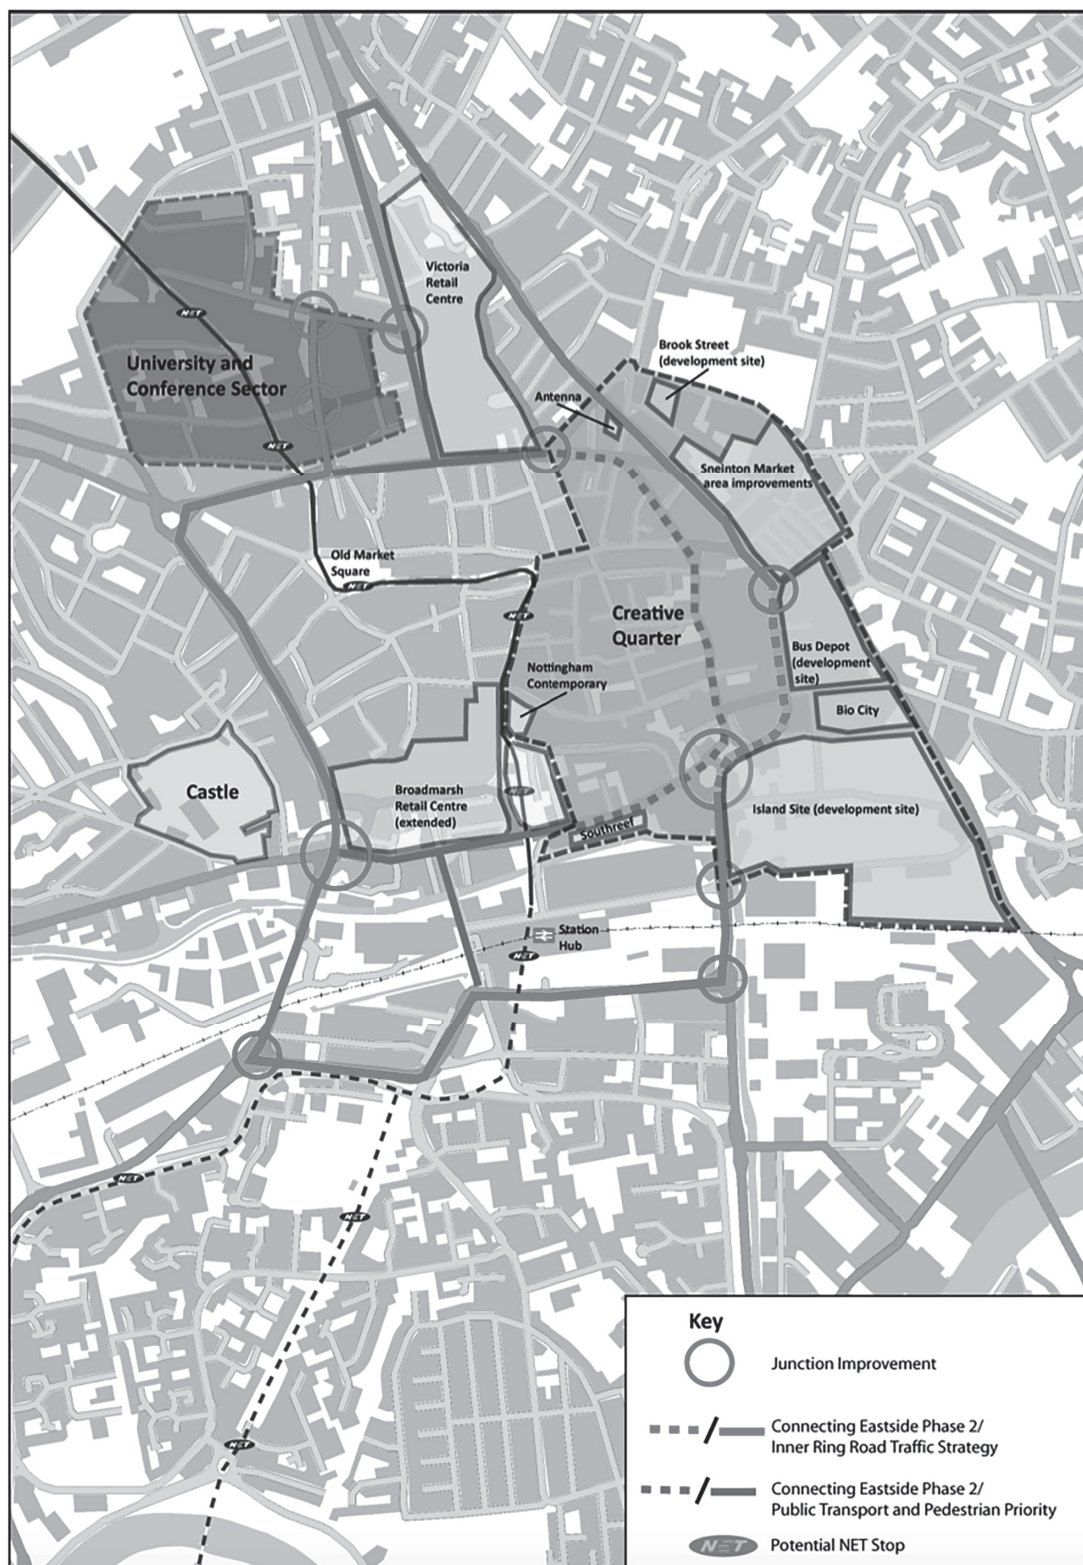 Victoria
Retail
Centre
NET
University and
Conference Sector
Brook Street
(development site)
Antenna
NET
Sneinton Market
area improvements
Old Market
Square
NET
NET
Creative
Quarter
Nottingham
Contemporary
Bus Depot
(development
site)
Bio City
Castle
Broadmarsh
Retail Centre
(extended)
NET
Island Site (development site)
Southreef
Station
Hub
NET
NET
NET
NET
Key
Junction Improvement
Connecting Eastside Phase 2/
Inner Ring Road Traffic Strategy
Connecting Eastside Phase 2/
Public Transport and Pedestrian Priority
NET
Potential NET Stop